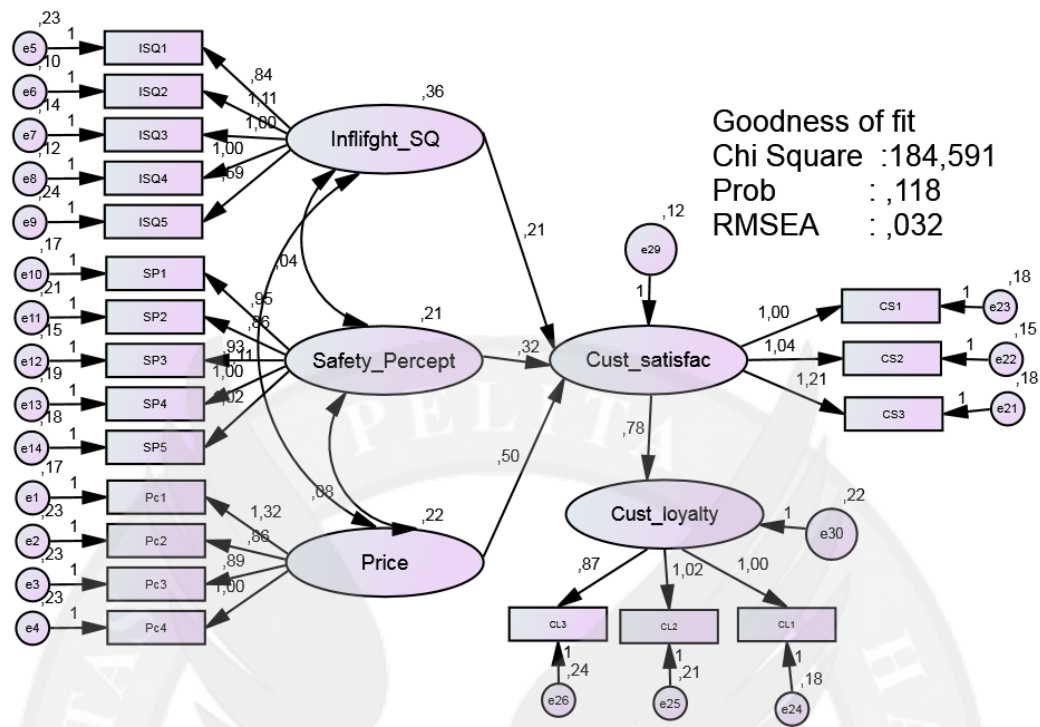 ,23
e5
1
ISQ1
,10
e6
1
ISQ2
,14
e7
1
ISQ3
,12
e8
1
ISQ4
,24
e9
1
ISQ5
,84
1,11
1,00
1,00
,59
,36
Inflifght_SQ
Goodness of fit
Chi Square :184,591
Prob : ,118
RMSEA : ,032
,17
e10
1
SP1
,21
e11
1
SP2
,15
e12
1
SP3
,19
e13
1
SP4
,18
e14
1
SP5
,95
,86
,93
1,00
,04
,21
Safety_Percept
,21
,32
,12
e29
1
Cust_satisfac
1,00
1,04
1,21
CS1
1
,18
e23
CS2
1
,15
e22
CS3
1
,18
e21
,17
e1
1
Pc1
,23
e2
1
Pc2
,23
e3
1
Pc3
,23
e4
1
Pc4
1,32
,86
,89
1,00
,08
,22
Price
,50
,78
Cust_loyalty
,22
1
e30
,87
1,02
1,00
CL3
CL2
CL1
1
,24
e26
1
,21
e25
1
,18
e24
PELITA
H